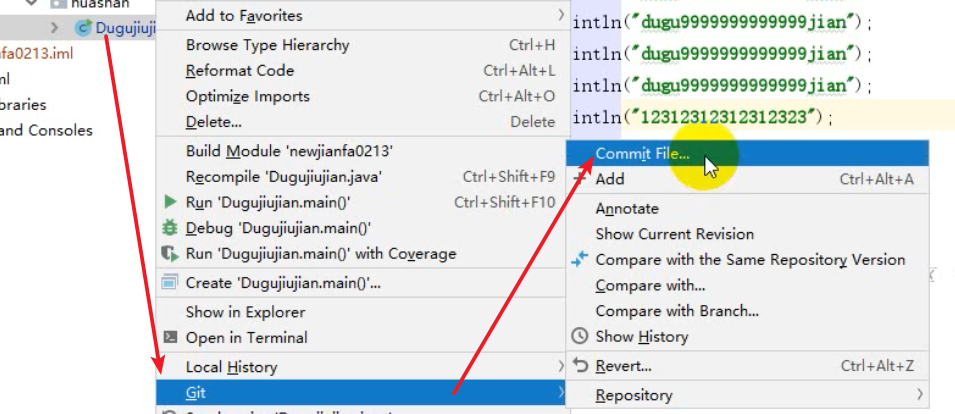 huashan
Dugujiuji
fa0213.iml
ml
braries
and Consoles
Add to Favorites
Browse Type Hierarchy Ctrl+H
Reformat Code Ctrl+Alt+L
Optimize Imports Ctrl+Alt+O
Delete... Delete
Build Module 'newjianfa0213'
Recompile 'Dugujiujian.java' Ctrl+Shift+F9
Run 'Dugujiujian.main()' Ctrl+Shift+F10
Debug 'Dugujiujian.main()'
Run 'Dugujiujian.main()' with Coverage
Create 'Dugujiujian.main()'...
Show in Explorer
Open in Terminal
Local History
Git
intln("dugu9999999999999jian");
intln("dugu9999999999999jian");
intln("dugu9999999999999jian");
intln("12312312312312323");
Commit File...
Add Ctrl+Alt+A
Annotate
Show Current Revision
Compare with the Same Repository Version
Compare with...
Compare with Branch...
Show History
Revert... Ctrl+Alt+Z
Repository